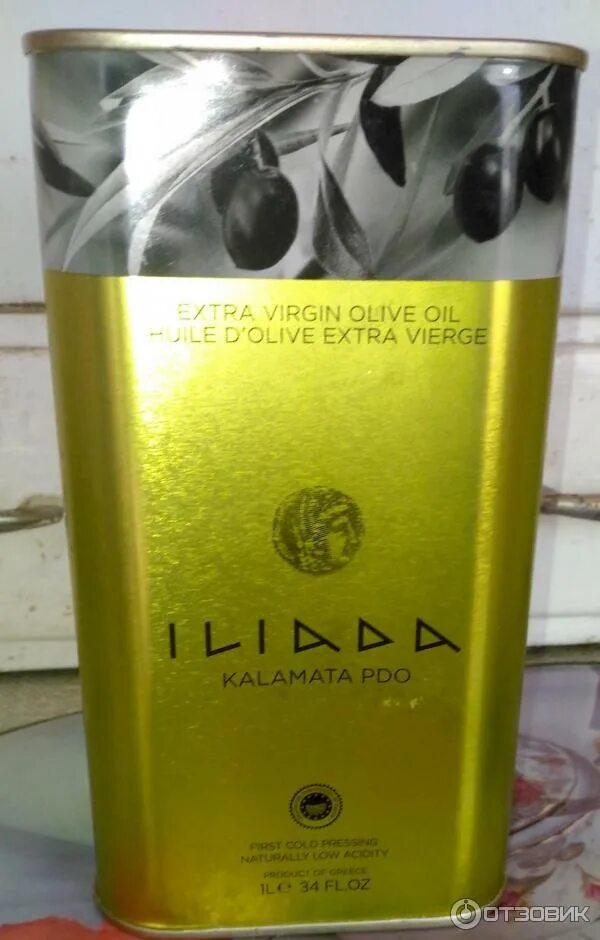 EXTRA VIRGIN OLIVE OIL
HUILE D'OLIVE EXTRA VIERGE
ILIADA
KALAMATA PDO
FIRST COLD PRESSING
NATURALLY LOW ACIDITY
PRODUCT OF GREECE
1L e 34 FL.OZ
ОТЗОВИК